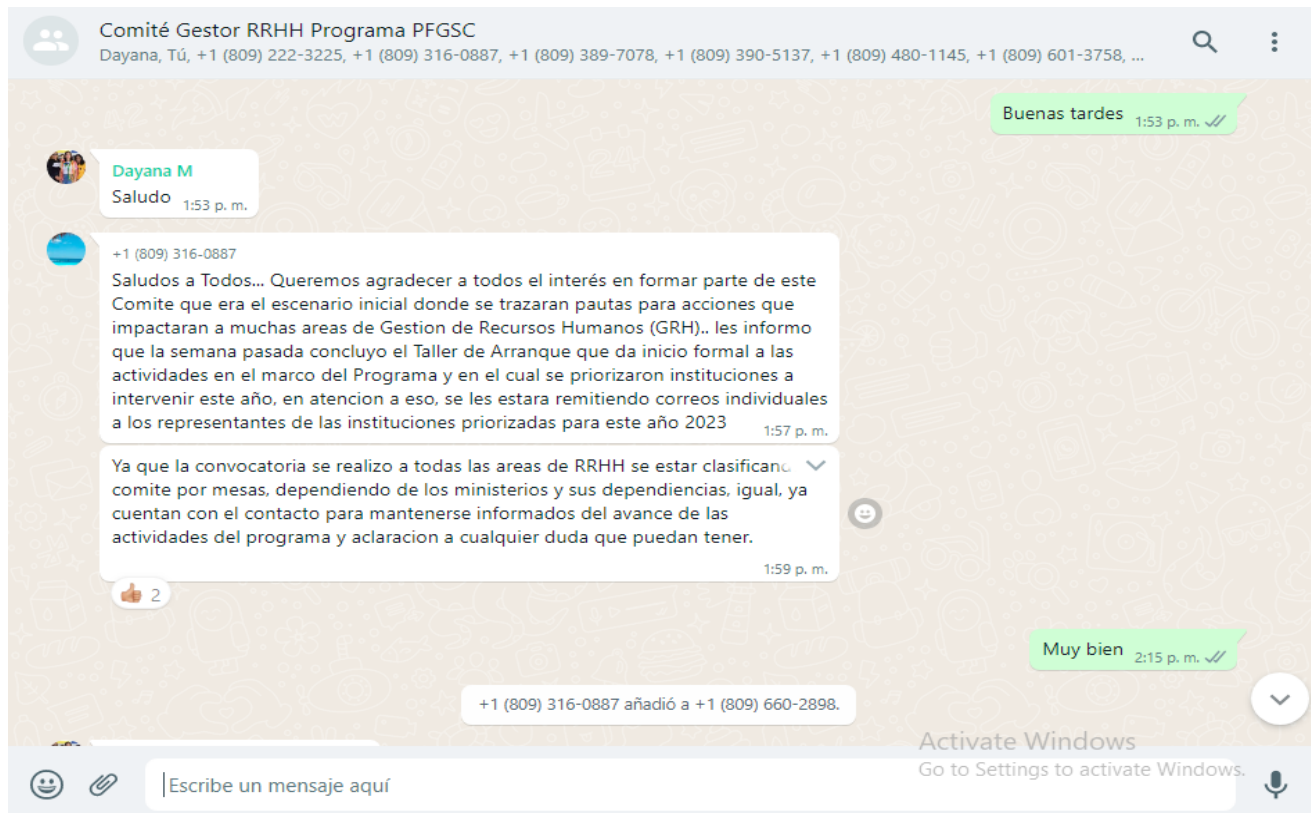 Comité Gestor RRHH Programa PFGSC
Dayana, Tú, +1 (809) 222-3225, +1 (809) 316-0887, +1 (809) 389-7078, +1 (809) 390-5137, +1 (809) 480-1145, +1 (809) 601-3758, ...
Buenas tardes 1:53 p. m.
Dayana M
Saludo 1:53 p. m.
+1 (809) 316-0887
Saludos a Todos... Queremos agradecer a todos el interés en formar parte de este
Comite que era el escenario inicial donde se trazaran pautas para acciones que
impactaran a muchas areas de Gestion de Recursos Humanos (GRH).. les informo
que la semana pasada concluyo el Taller de Arranque que da inicio formal a las
actividades en el marco del Programa y en el cual se priorizaron instituciones a
intervenir este año, en atencion a eso, se les estara remitiendo correos individuales
a los representantes de las instituciones priorizadas para este año 2023 1:57 p. m.
Ya que la convocatoria se realizo a todas las areas de RRHH se estar
comite por mesas, dependiendo de los ministerios y sus dependencias, igual, ya
cuentan con el contacto para mantenerse informados del avance de las
actividades del programa y aclaracion a cualquier duda que puedan tener.
1:59 p. m.
2
Muy bien 2:15 p. m.
+1 (809) 316-0887 añadió a +1 (809) 660-2898.
Activate Windows
Go to Settings to activate Windows.
Escribe un mensaje aquí